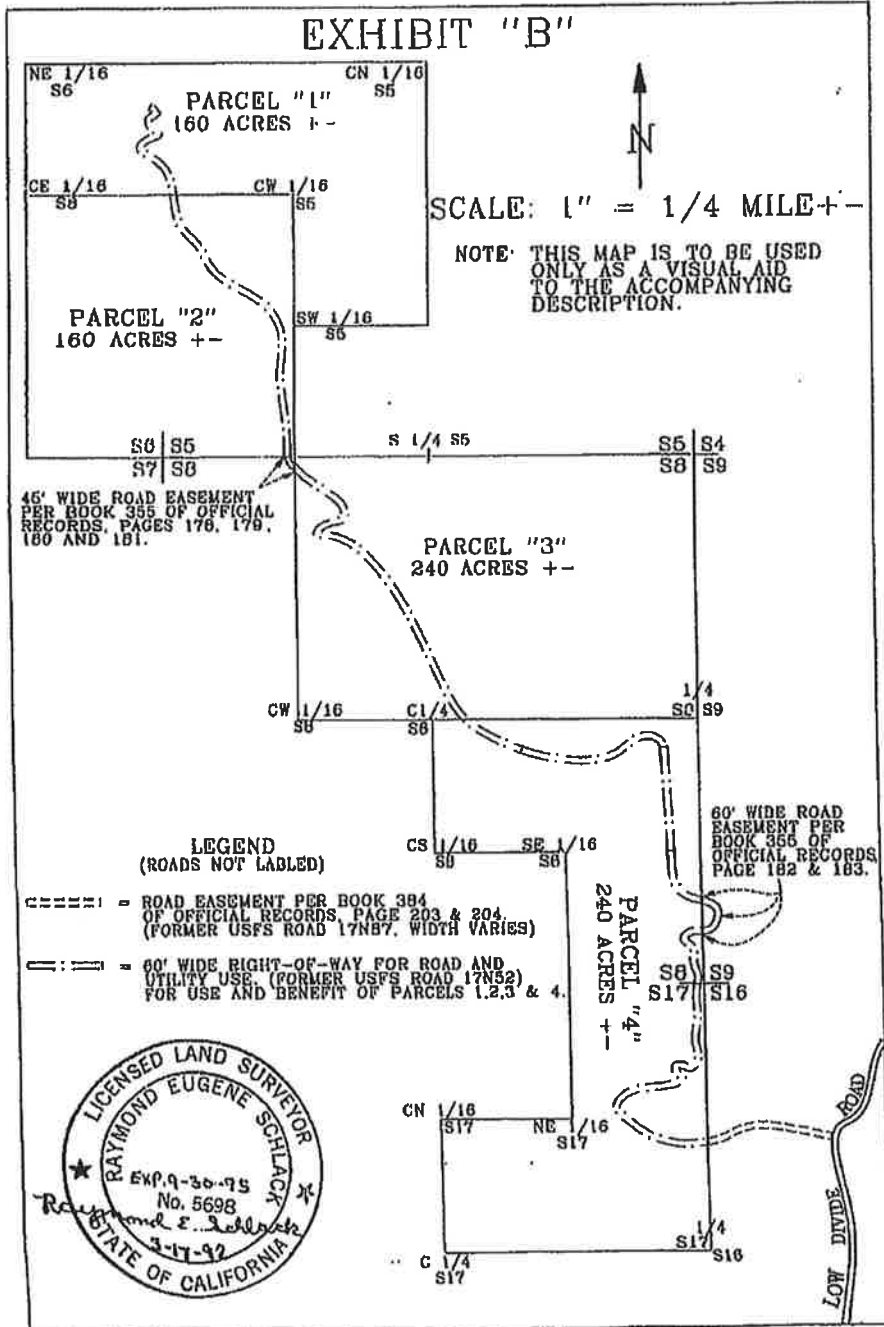 EXHIBIT "B"
NE 1/16
S6
CN 1/16
S5
PARCEL "1"
160 ACRES +-
N
CE 1/16
S6
CW 1/16
S5
SCALE: 1" = 1/4 MILE+-
NOTE: THIS MAP IS TO BE USED
ONLY AS A VISUAL AID
TO THE ACCOMPANYING
DESCRIPTION.
PARCEL "2"
160 ACRES +-
SW 1/16
S5
S6 S5
S7 S8
S 1/4 S5
S5 S4
S8 S9
45' WIDE ROAD EASEMENT
PER BOOK 355 OF OFFICIAL
RECORDS, PAGES 178, 179,
180 AND 181.
PARCEL "3"
240 ACRES +-
CW 1/16
S8
C1/4
S8
1/4
S8 S9
60' WIDE ROAD
EASEMENT PER
BOOK 355 OF
OFFICIAL RECORDS,
PAGE 182 & 183.
CS 1/16
S8
SE 1/16
S8
LEGEND
(ROADS NOT LABLED)
= ROAD EASEMENT PER BOOK 384
OF OFFICIAL RECORDS, PAGE 203 & 204.
(FORMER USFS ROAD 17N87, WIDTH VARIES)
= 60' WIDE RIGHT-OF-WAY FOR ROAD AND
UTILITY USE. (FORMER USFS ROAD 17N52)
FOR USE AND BENEFIT OF PARCELS 1,2,3 & 4.
PARCEL "4"
240 ACRES +-
S8 S9
S17 S16
CN 1/16
S17
NE 1/16
S17
1/4
S17 S16
C 1/4
S17
LOW DIVIDE ROAD
LICENSED LAND SURVEYOR
RAYMOND EUGENE SCHLACK
EXP. 9-30-95
No. 5698
Raymond E. Schlack
3-17-92
STATE OF CALIFORNIA